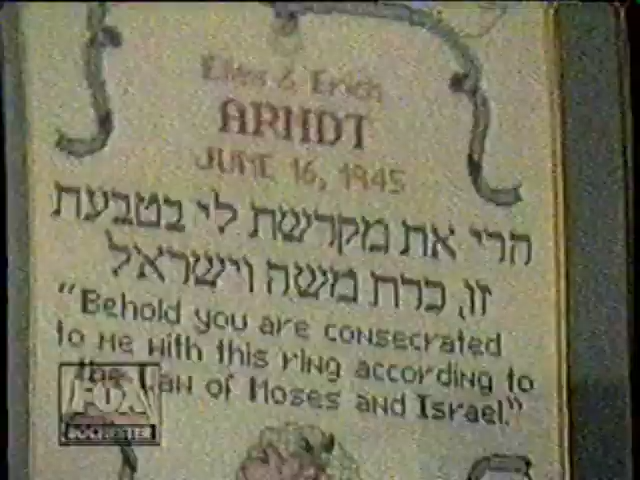 Ellen & Erich
ARNDT
JUNE 16, 1945
הרי את מקדשת לי בטבעת
זו, כדת משה וישראל
"Behold you are consecrated
to me with this ring according to
the Law of Moses and Israel."
FOX
ROCHESTER